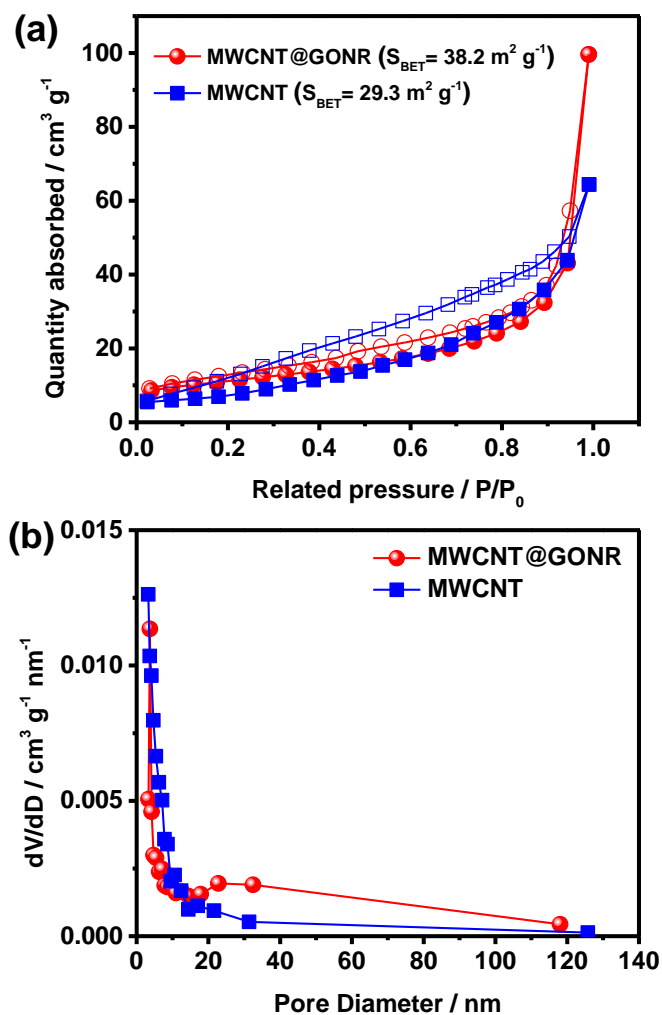 (a)
100
80
60
40
20
0
Quantity absorbed / cm³ g⁻¹
MWCNT@GONR (S_BET= 38.2 m² g⁻¹)
MWCNT (S_BET= 29.3 m² g⁻¹)
0.0 0.2 0.4 0.6 0.8 1.0
Related pressure / P/P₀
(b)
0.015
0.010
0.005
0.000
dV/dD / cm³ g⁻¹ nm⁻¹
MWCNT@GONR
MWCNT
0 20 40 60 80 100 120 140
Pore Diameter / nm